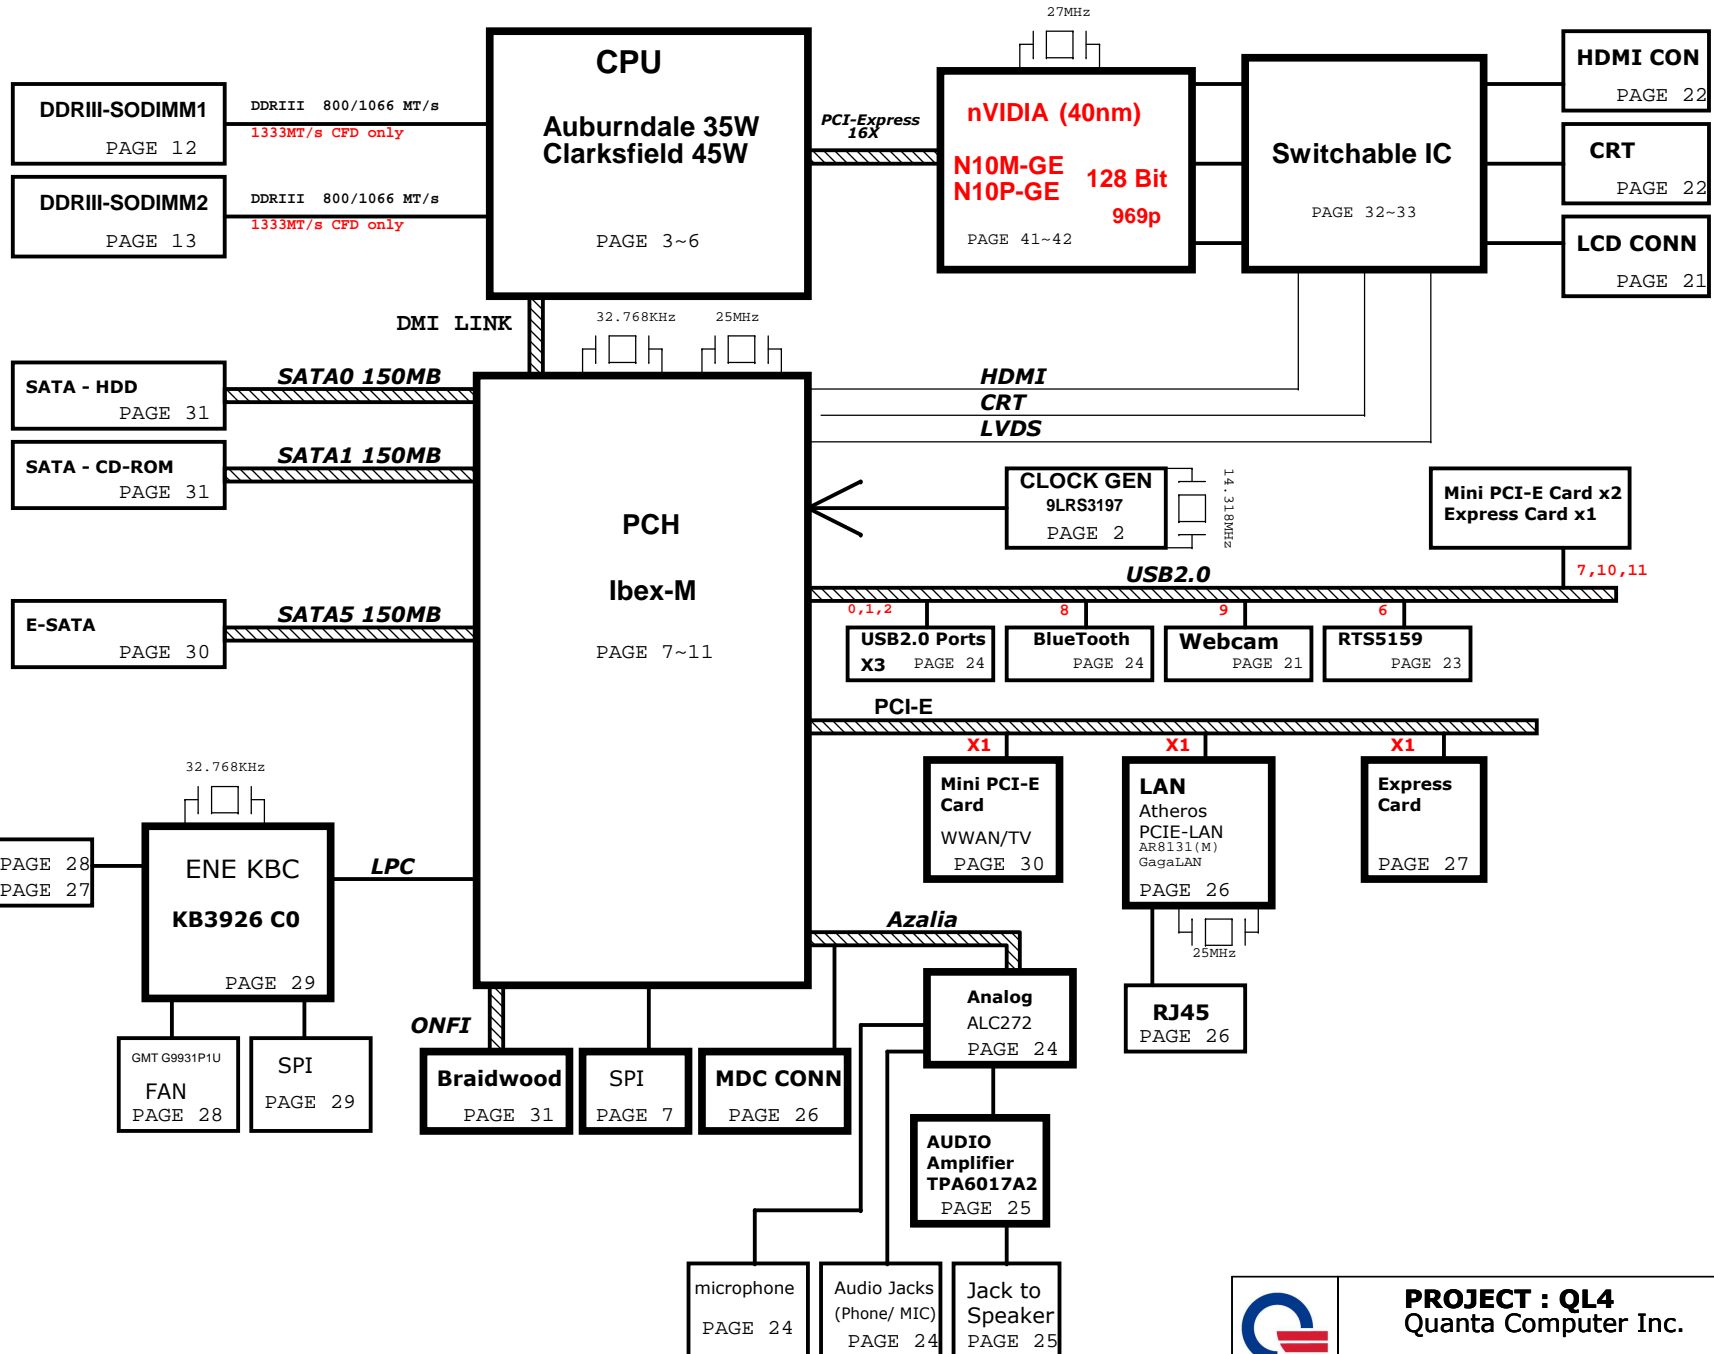 27MHz
CPU
Auburndale 35W
Clarksfield 45W
PAGE 3~6
DDRIII-SODIMM1
PAGE 12
DDRIII 800/1066 MT/s
1333MT/s CFD only
DDRIII-SODIMM2
PAGE 13
DDRIII 800/1066 MT/s
1333MT/s CFD only
PCI-Express
16X
nVIDIA (40nm)
N10M-GE
N10P-GE
128 Bit
969p
PAGE 41~42
Switchable IC
PAGE 32~33
HDMI CON
PAGE 22
CRT
PAGE 22
LCD CONN
PAGE 21
DMI LINK
32.768KHz
25MHz
SATA - HDD
PAGE 31
SATA0 150MB
SATA - CD-ROM
PAGE 31
SATA1 150MB
E-SATA
PAGE 30
SATA5 150MB
PCH
Ibex-M
PAGE 7~11
HDMI
CRT
LVDS
CLOCK GEN
9LRS3197
PAGE 2
14.318MHz
Mini PCI-E Card x2
Express Card x1
7,10,11
USB2.0
0,1,2
8
9
6
USB2.0 Ports
X3 PAGE 24
BlueTooth
PAGE 24
Webcam
PAGE 21
RTS5159
PAGE 23
PCI-E
X1
X1
X1
Mini PCI-E
Card
WWAN/TV
PAGE 30
LAN
Atheros
PCIE-LAN
AR8131(M)
GagaLAN
PAGE 26
25MHz
Express
Card
PAGE 27
RJ45
PAGE 26
32.768KHz
PAGE 28
PAGE 27
ENE KBC
KB3926 C0
PAGE 29
LPC
GMT G9931P1U
FAN
PAGE 28
SPI
PAGE 29
ONFI
Braidwood
PAGE 31
SPI
PAGE 7
MDC CONN
PAGE 26
Azalia
Analog
ALC272
PAGE 24
AUDIO
Amplifier
TPA6017A2
PAGE 25
microphone
PAGE 24
Audio Jacks
(Phone/ MIC)
PAGE 24
Jack to
Speaker
PAGE 25
PROJECT : QL4
Quanta Computer Inc.